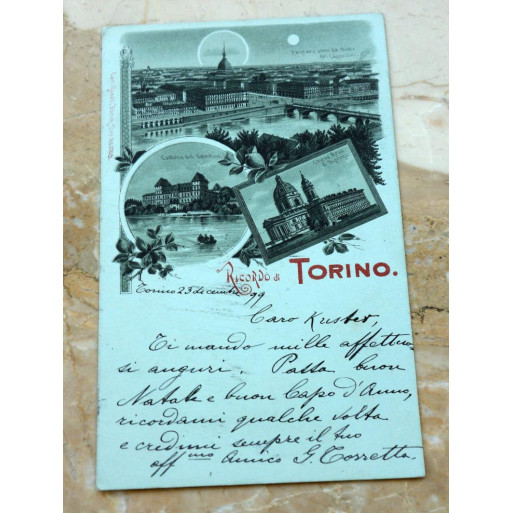 RICORDO di TORINO.
Torino 23 dicembre 99
Caro Kuster,
Ti mando mille affettuo
si auguri. Passa buon
Natale e buon Capo d'Anno,
ricordami qualche volta
e credimi sempre il tuo
aff mo Amico G. Torretta.